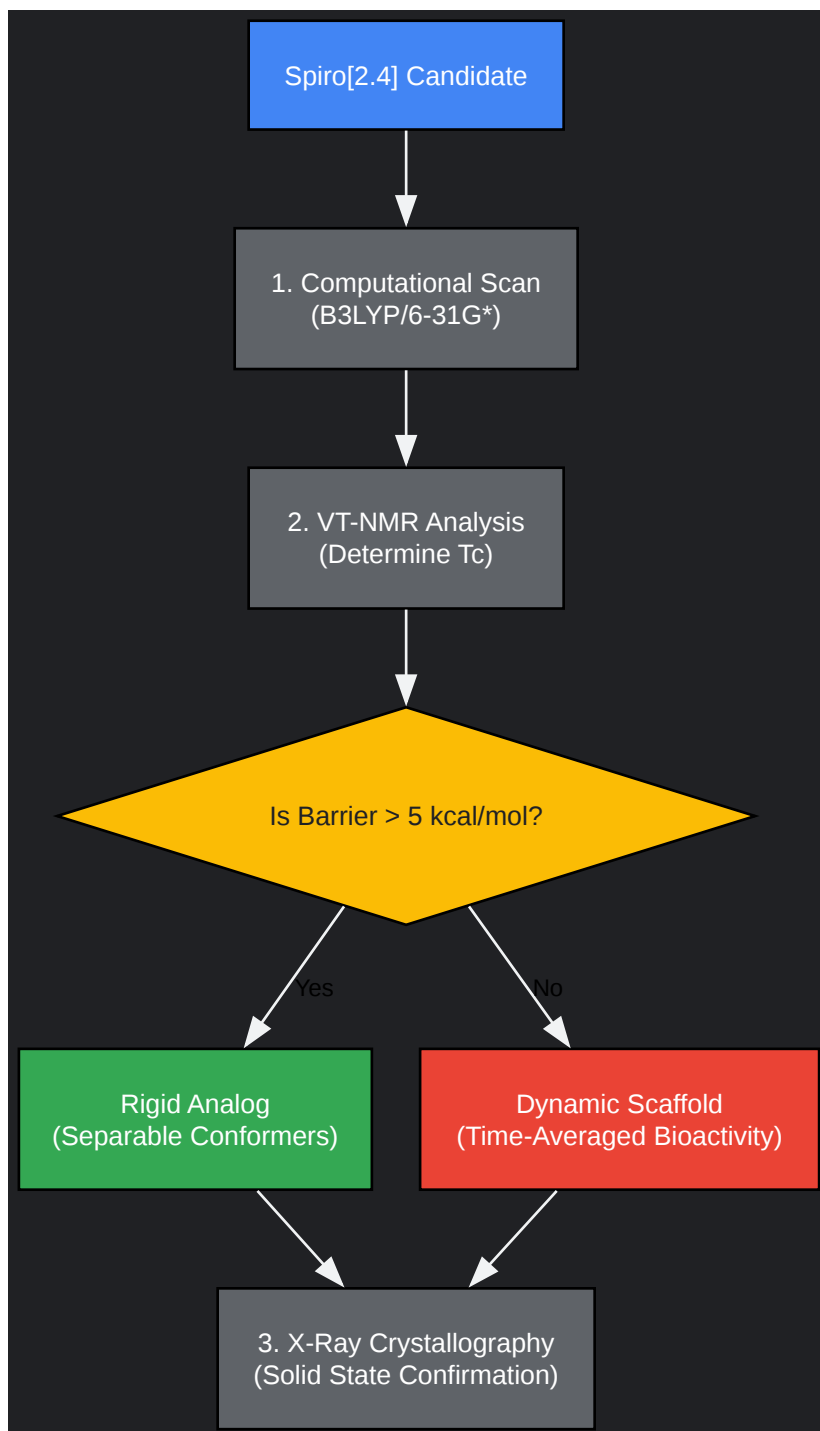 Spiro[2.4] Candidate
1. Computational Scan
(B3LYP/6-31G*)
2. VT-NMR Analysis
(Determine Tc)
Is Barrier > 5 kcal/mol?
Yes
No
Rigid Analog
(Separable Conformers)
Dynamic Scaffold
(Time-Averaged Bioactivity)
3. X-Ray Crystallography
(Solid State Confirmation)